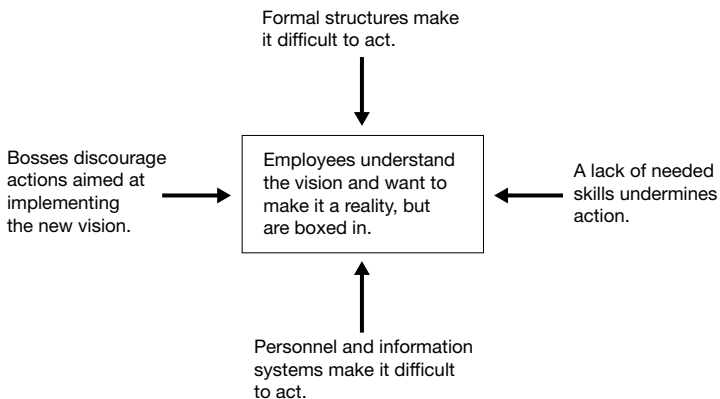 Formal structures make
it difficult to act.
Bosses discourage
actions aimed at
implementing
the new vision.
Employees understand
the vision and want to
make it a reality, but
are boxed in.
A lack of needed
skills undermines
action.
Personnel and information
systems make it difficult
to act.